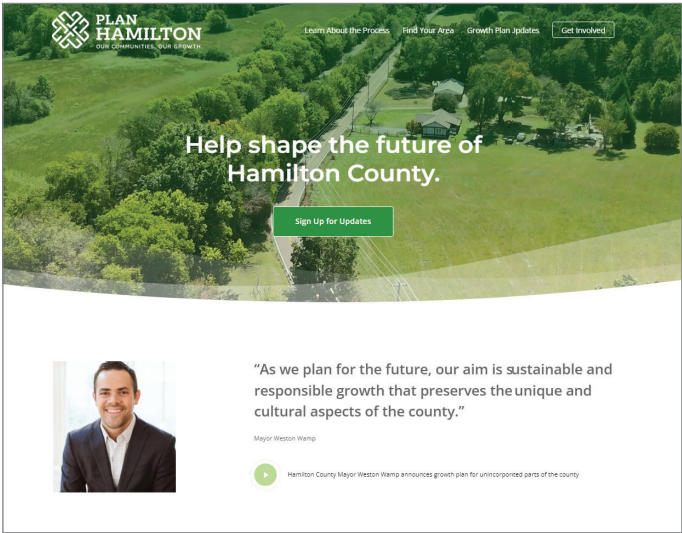 PLAN
HAMILTON
OUR COMMUNITIES, OUR GROWTH.
Learn About the Process Find Your Area Growth Plan Jpdates Get Involved
Help shape the future of
Hamilton County.
Sign Up for Updates
“As we plan for the future, our aim is sustainable and
responsible growth that preserves the unique and
cultural aspects of the county.”
Mayor Weston Wamp
Hamilton County Mayor Weston Wamp announces growth plan for unincorporited parts of the county